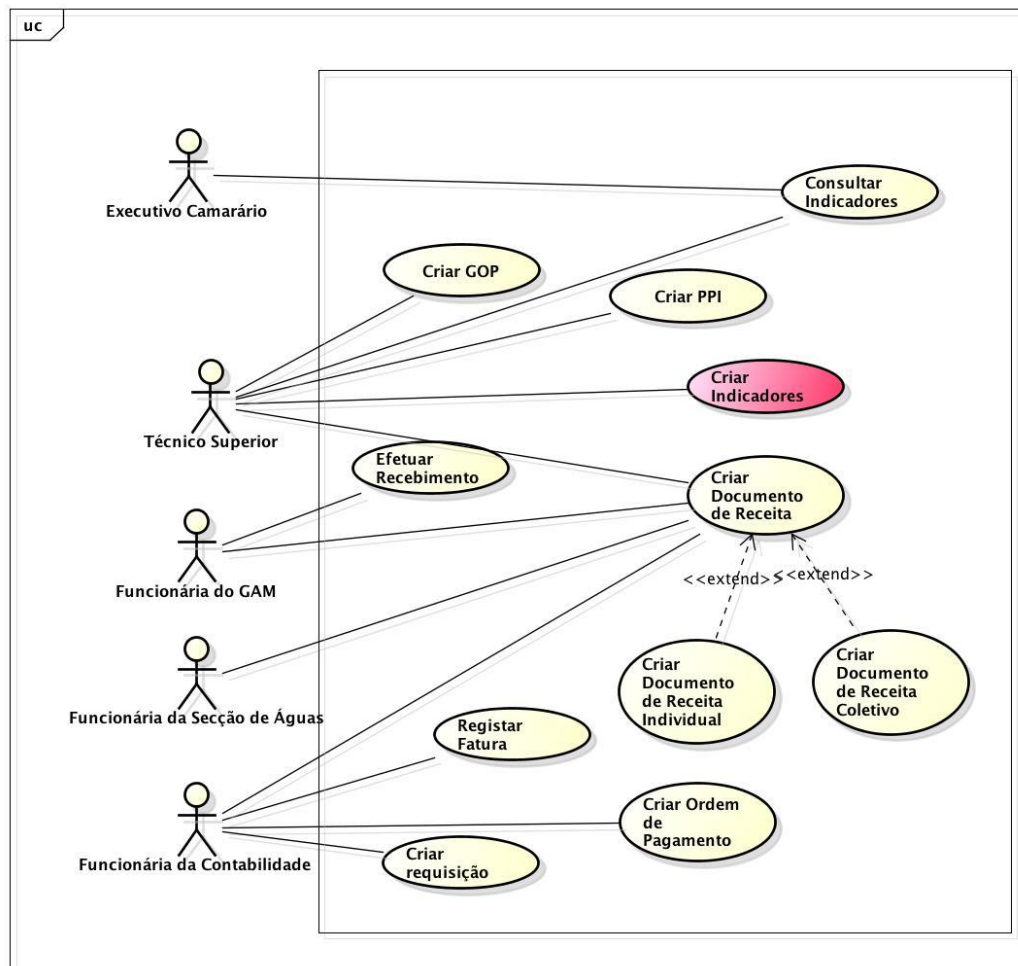 uc
Executivo Camarário
Consultar
Indicadores
Criar GOP
Criar PPI
Criar
Indicadores
Técnico Superior
Efetuar
Recebimento
Criar
Documento
de Receita
Funcionária do GAM
<<extend>>
<<extend>>
Criar
Documento
de Receita
Individual
Criar
Documento
de Receita
Coletivo
Funcionária da Secção de Águas
Registar
Fatura
Criar Ordem
de
Pagamento
Funcionária da Contabilidade
Criar
requisição